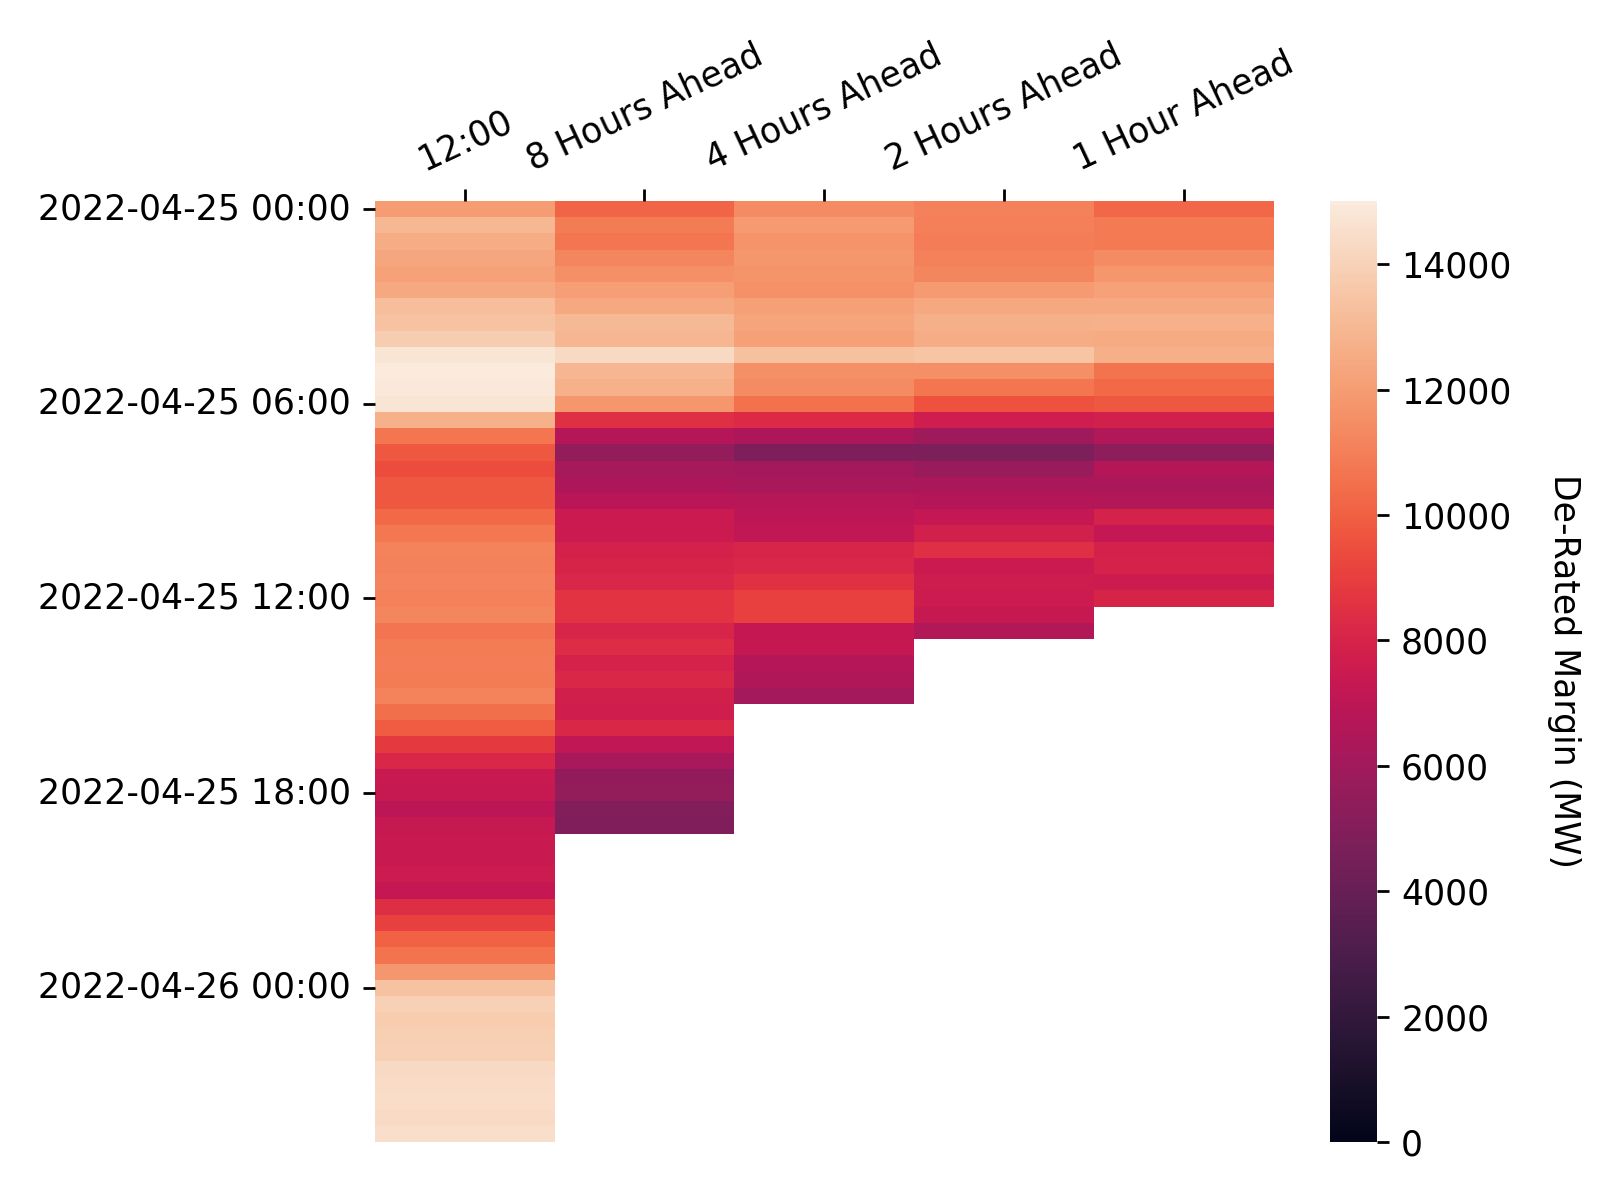 12:00
8 Hours Ahead
4 Hours Ahead
2 Hours Ahead
1 Hour Ahead
2022-04-25 00:00
2022-04-25 06:00
2022-04-25 12:00
2022-04-25 18:00
2022-04-26 00:00
14000
12000
10000
8000
6000
4000
2000
0
De-Rated Margin (MW)